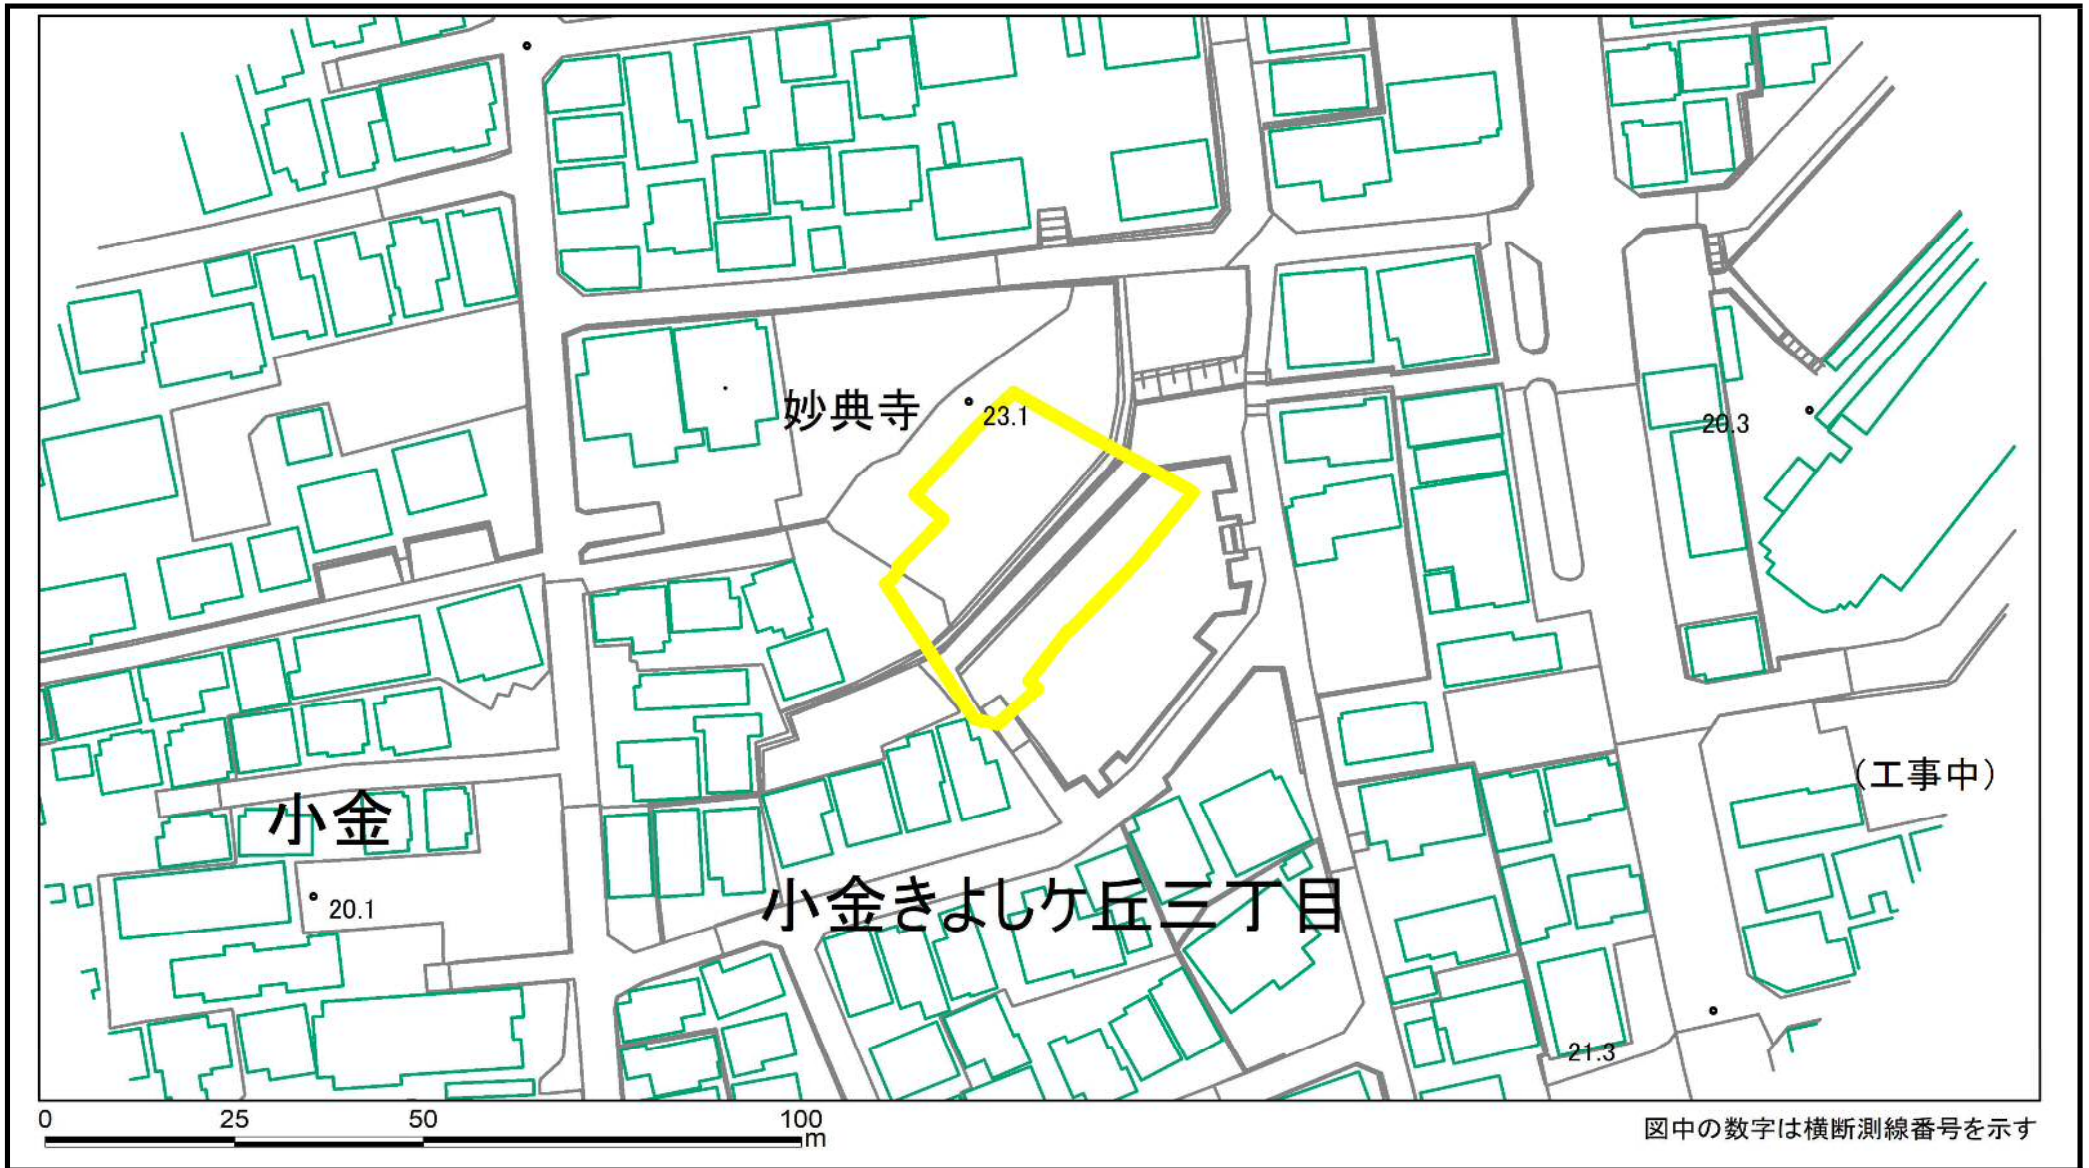 妙典寺
23.1
20.3
(工事中)
小金
小金きよしケ丘三丁目
20.1
21.3
0 25 50 100
m
図中の数字は横断測線番号を示す